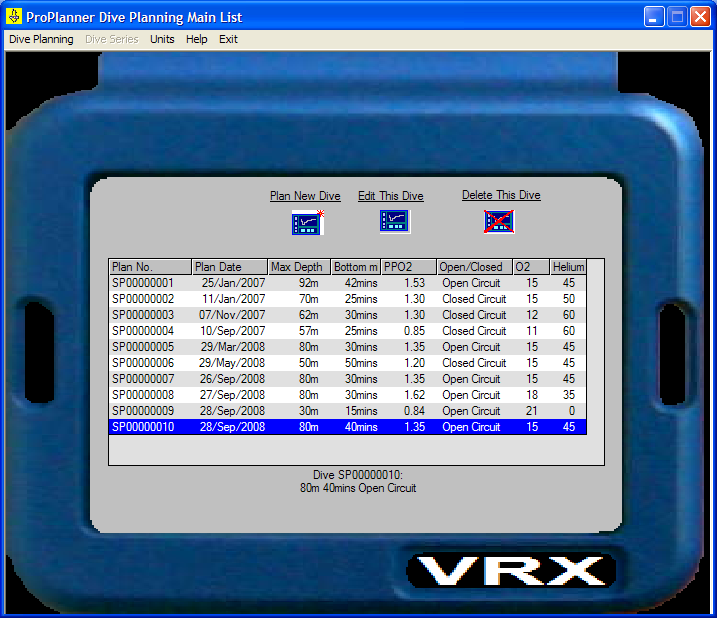 ProPlanner Dive Planning Main List
Dive Planning Dive Series Units Help Exit
Plan New Dive Edit This Dive Delete This Dive
Plan No. Plan Date Max Depth Bottom m PPO2 Open/Closed O2 Helium
SP00000001 25/Jan/2007 92m 42mins 1.53 Open Circuit 15 45
SP00000002 11/Jan/2007 70m 25mins 1.30 Closed Circuit 15 50
SP00000003 07/Nov/2007 62m 30mins 1.30 Closed Circuit 12 60
SP00000004 10/Sep/2007 57m 25mins 0.85 Closed Circuit 11 60
SP00000005 29/Mar/2008 80m 30mins 1.35 Open Circuit 15 45
SP00000006 29/May/2008 50m 50mins 1.20 Closed Circuit 15 45
SP00000007 26/Sep/2008 80m 30mins 1.35 Open Circuit 15 45
SP00000008 27/Sep/2008 80m 30mins 1.62 Open Circuit 18 35
SP00000009 28/Sep/2008 30m 15mins 0.84 Open Circuit 21 0
SP00000010 28/Sep/2008 80m 40mins 1.35 Open Circuit 15 45
Dive SP00000010:
80m 40mins Open Circuit
VRX